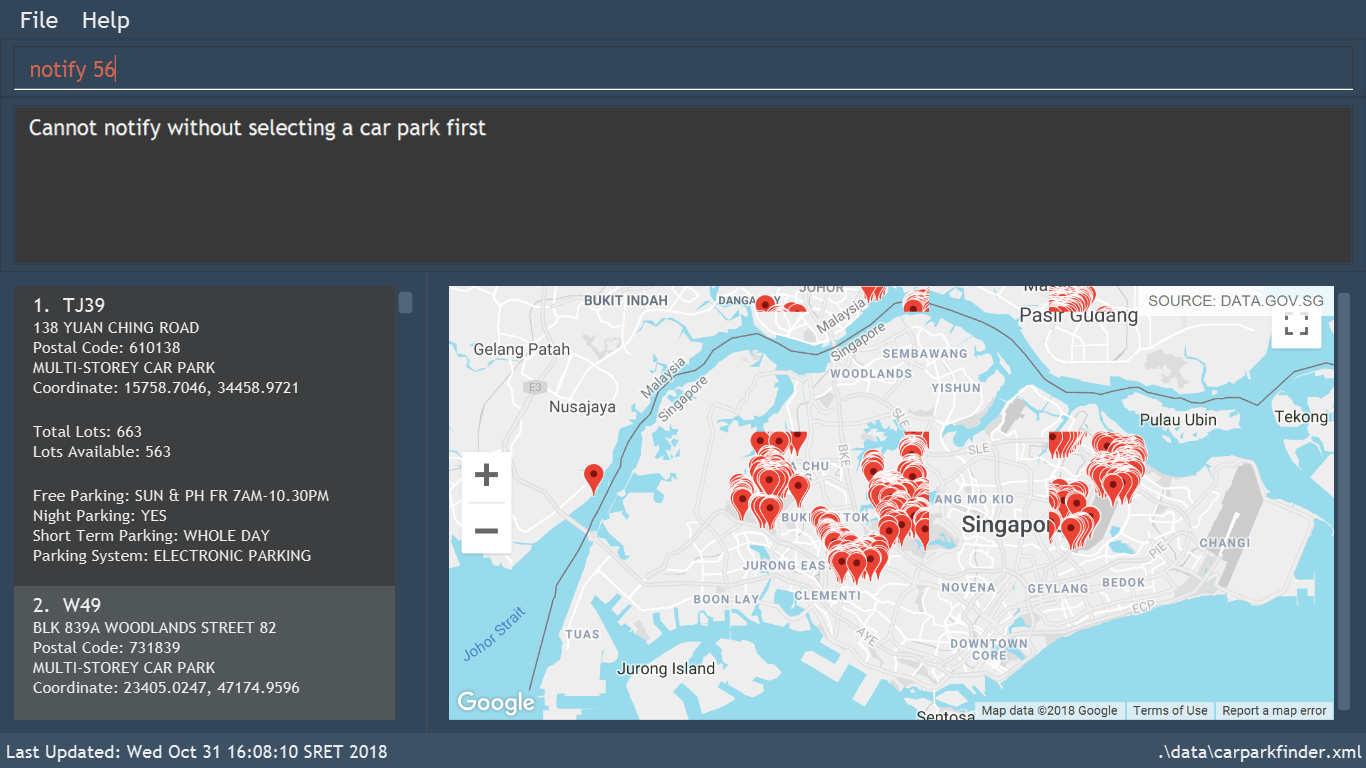 File Help
notify 56
Cannot notify without selecting a car park first
1. TJ39
138 YUAN CHING ROAD
Postal Code: 610138
MULTI-STOREY CAR PARK
Coordinate: 15758.7046, 34458.9721
Total Lots: 663
Lots Available: 563
Free Parking: SUN & PH FR 7AM-10.30PM
Night Parking: YES
Short Term Parking: WHOLE DAY
Parking System: ELECTRONIC PARKING
2. W49
BLK 839A WOODLANDS STREET 82
Postal Code: 731839
MULTI-STOREY CAR PARK
Coordinate: 23405.0247, 47174.9596
SOURCE: DATA.GOV.SG
BUKIT INDAH
JOHOR
Malaysia
Singapore
Pasir Gudang
Gelang Patah
SEMBAWANG
WOODLANDS
YISHUN
E3
Malaysia
Singapore
Nusajaya
Pulau Ubin
Tekong
SLE
BKE
SLE
CHU
ANG MO KIO
TOK
Singapor
PIE
CHANGI
JURONG EAS
CLEMENTI
NOVENA
GEYLANG
BEDOK
BOON LAY
ECP
Johor Strait
TUAS
AYE
DOWNTOWN
CORE
Jurong Island
Sentosa
Google
Map data ©2018 Google
Terms of Use
Report a map error
Last Updated: Wed Oct 31 16:08:10 SRET 2018
.\data\carparkfinder.xml